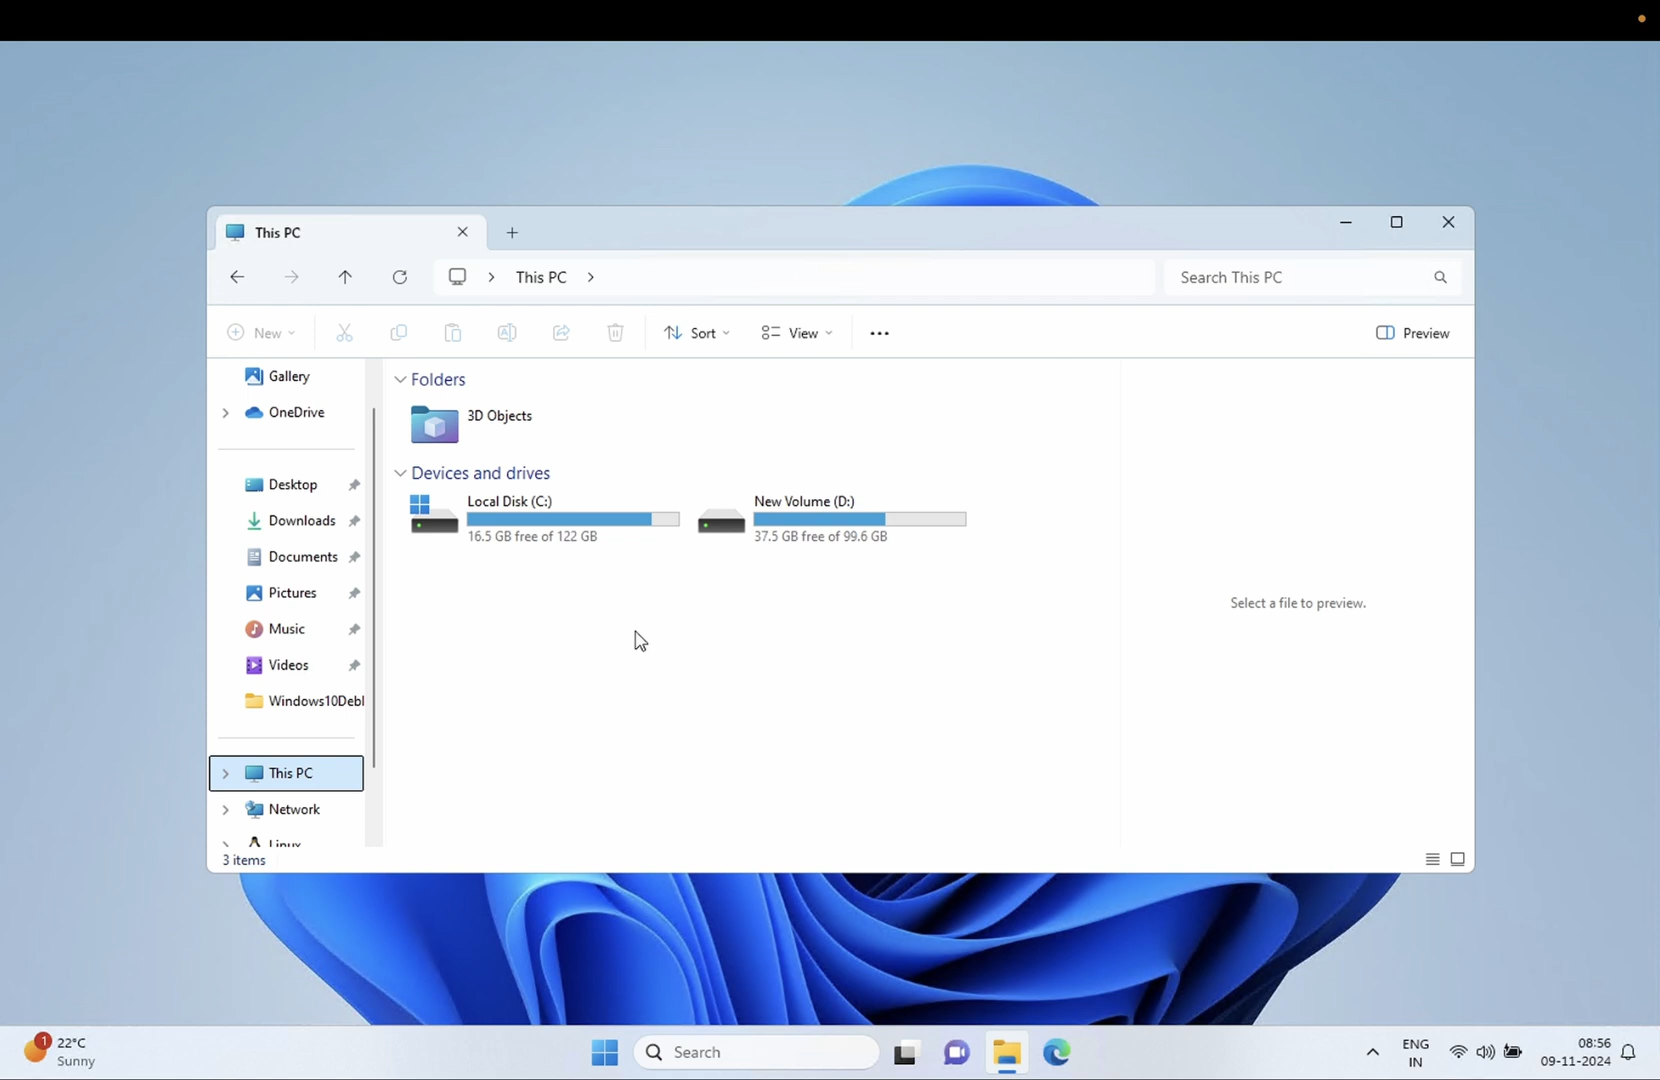 This PC
This PC
Search This PC
New
Sort
View
Preview
Gallery
OneDrive
Desktop
Downloads
Documents
Pictures
Music
Videos
Windows10Debl
This PC
Network
Linux
Folders
3D Objects
Devices and drives
Local Disk (C:)
16.5 GB free of 122 GB
New Volume (D:)
37.5 GB free of 99.6 GB
Select a file to preview.
3 items
1
22°C
Sunny
Search
ENG
IN
08:56
09-11-2024